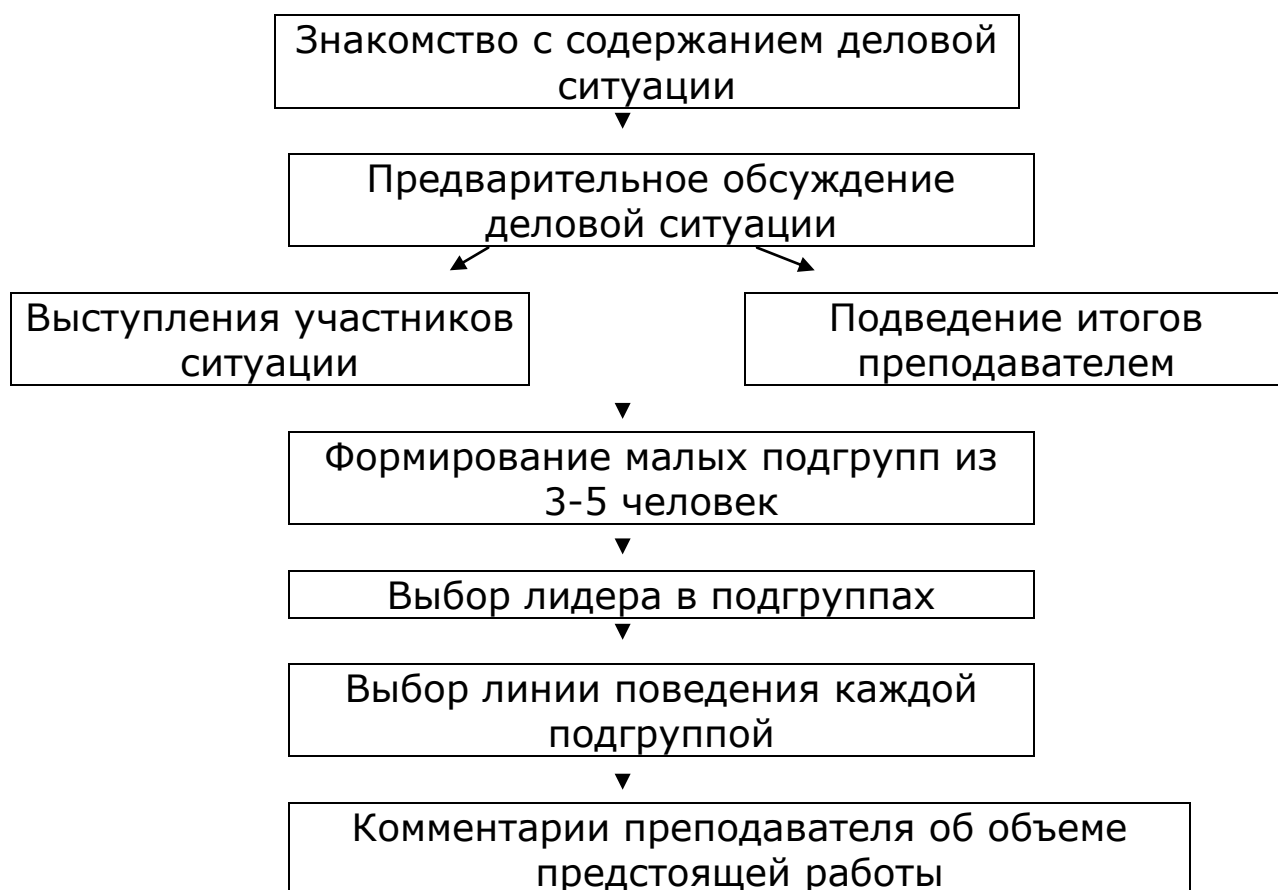 Знакомство с содержанием деловой
ситуации
Предварительное обсуждение
деловой ситуации
Выступления участников
ситуации
Подведение итогов
преподавателем
Формирование малых подгрупп из
3-5 человек
Выбор лидера в подгруппах
Выбор линии поведения каждой
подгруппой
Комментарии преподавателя об объеме
предстоящей работы